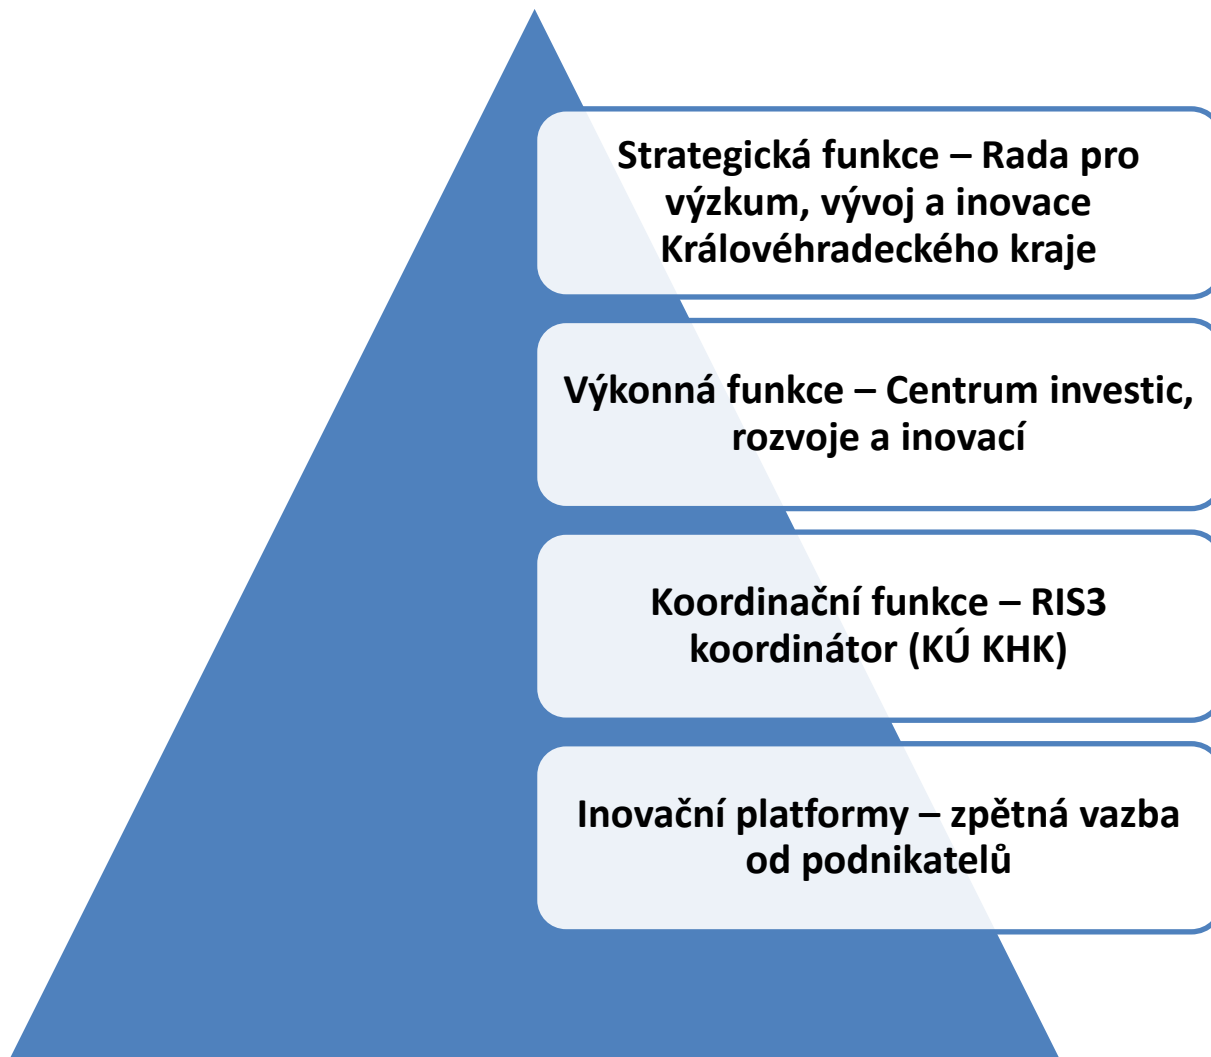 Strategická funkce – Rada pro
výzkum, vývoj a inovace
Královéhradeckého kraje
Výkonná funkce – Centrum investic,
rozvoje a inovací
Koordinační funkce – RIS3
koordinátor (KÚ KHK)
Inovační platformy – zpětná vazba
od podnikatelů